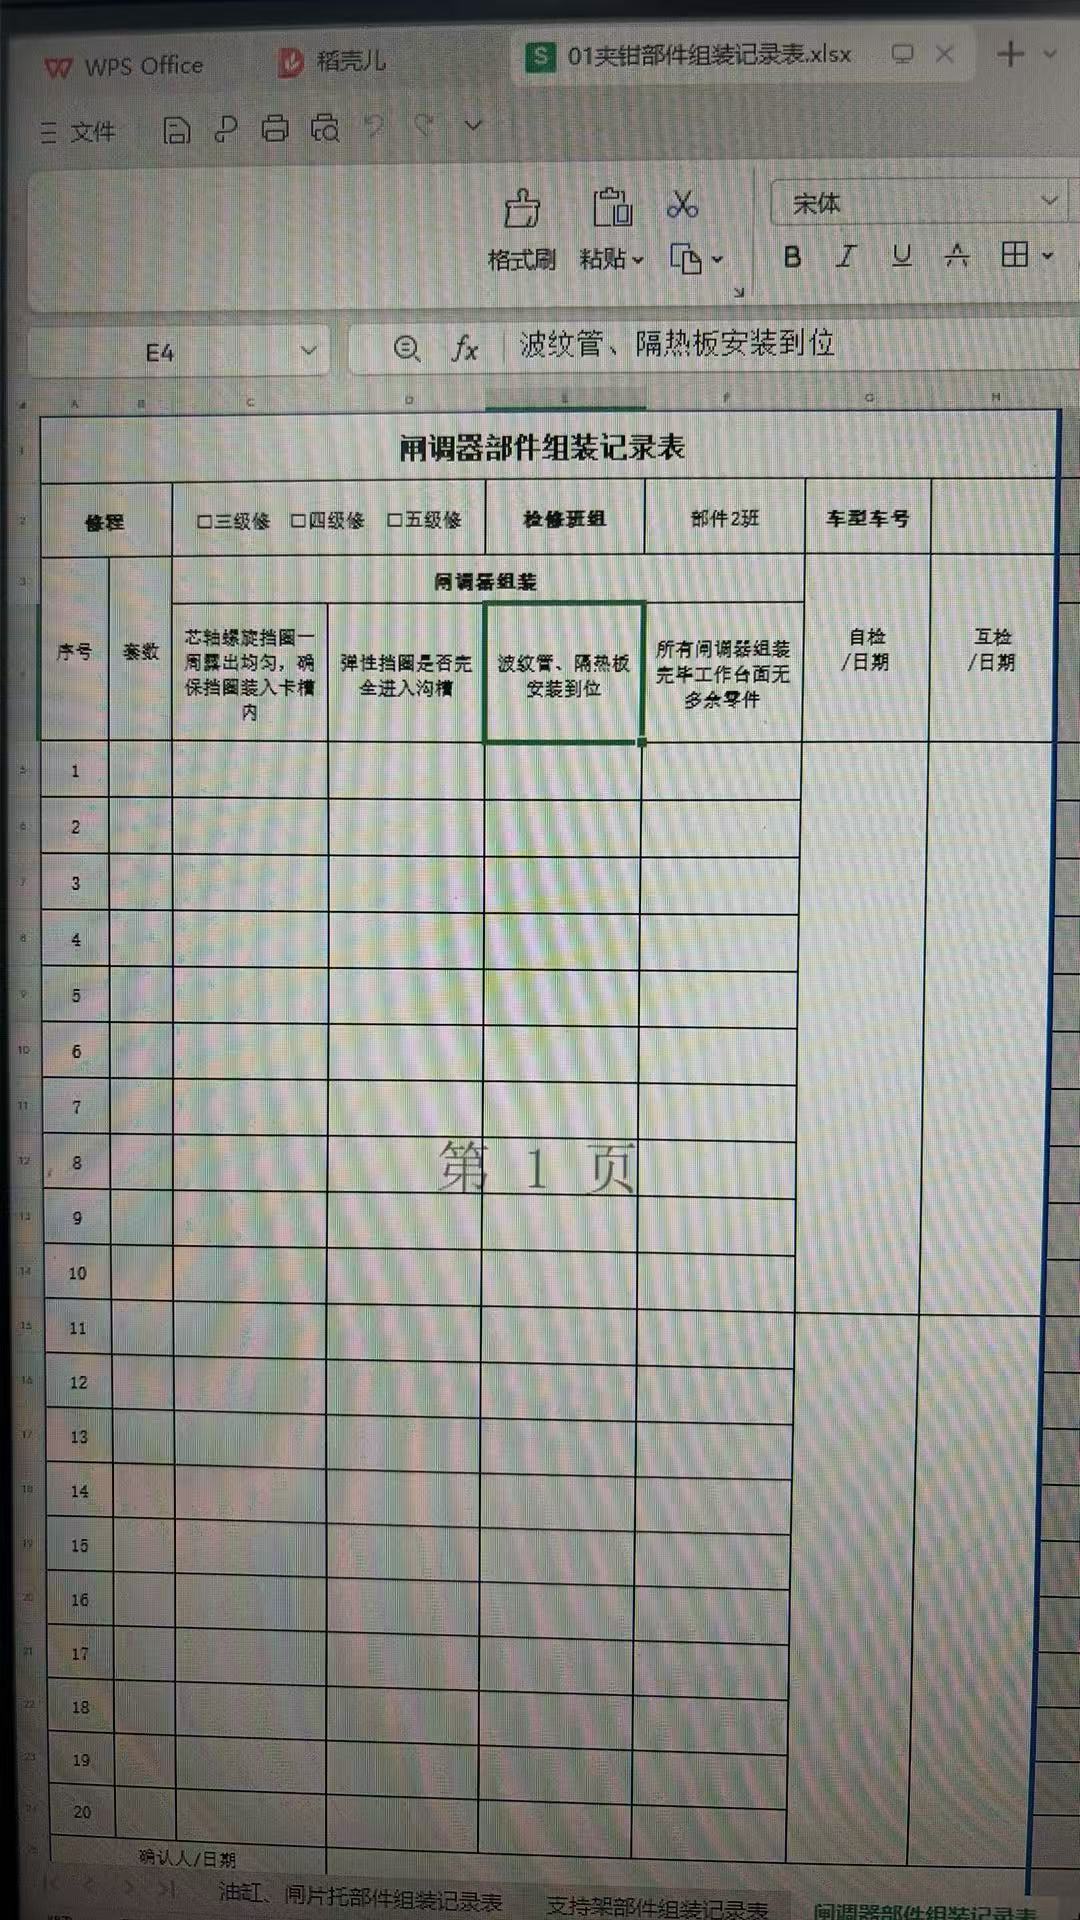 WPS Office 稻壳儿 S 01夹钳部件组装记录表.xlsx
文件
格式刷 粘贴 宋体
B I U A
E4 fx 波纹管、隔热板安装到位
A B C D E F G H
闸调器部件组装记录表
修程 □三级修 □四级修 □五级修 检修班组 部件2班 车型车号
闸调器组装
序号 套数
芯轴螺旋挡圈一
周露出均匀，确
保挡圈装入卡槽
内
弹性挡圈是否完
全进入沟槽
波纹管、隔热板
安装到位
所有闸调器组装
完毕工作台面无
多余零件
自检
/日期
互检
/日期
1
2
3
4
5
6
7
8
第 1 页
9
10
11
12
13
14
15
16
17
18
19
20
确认人/日期
油缸、闸片托部件组装记录表 支持架部件组装记录表 闸调器部件组装记录表